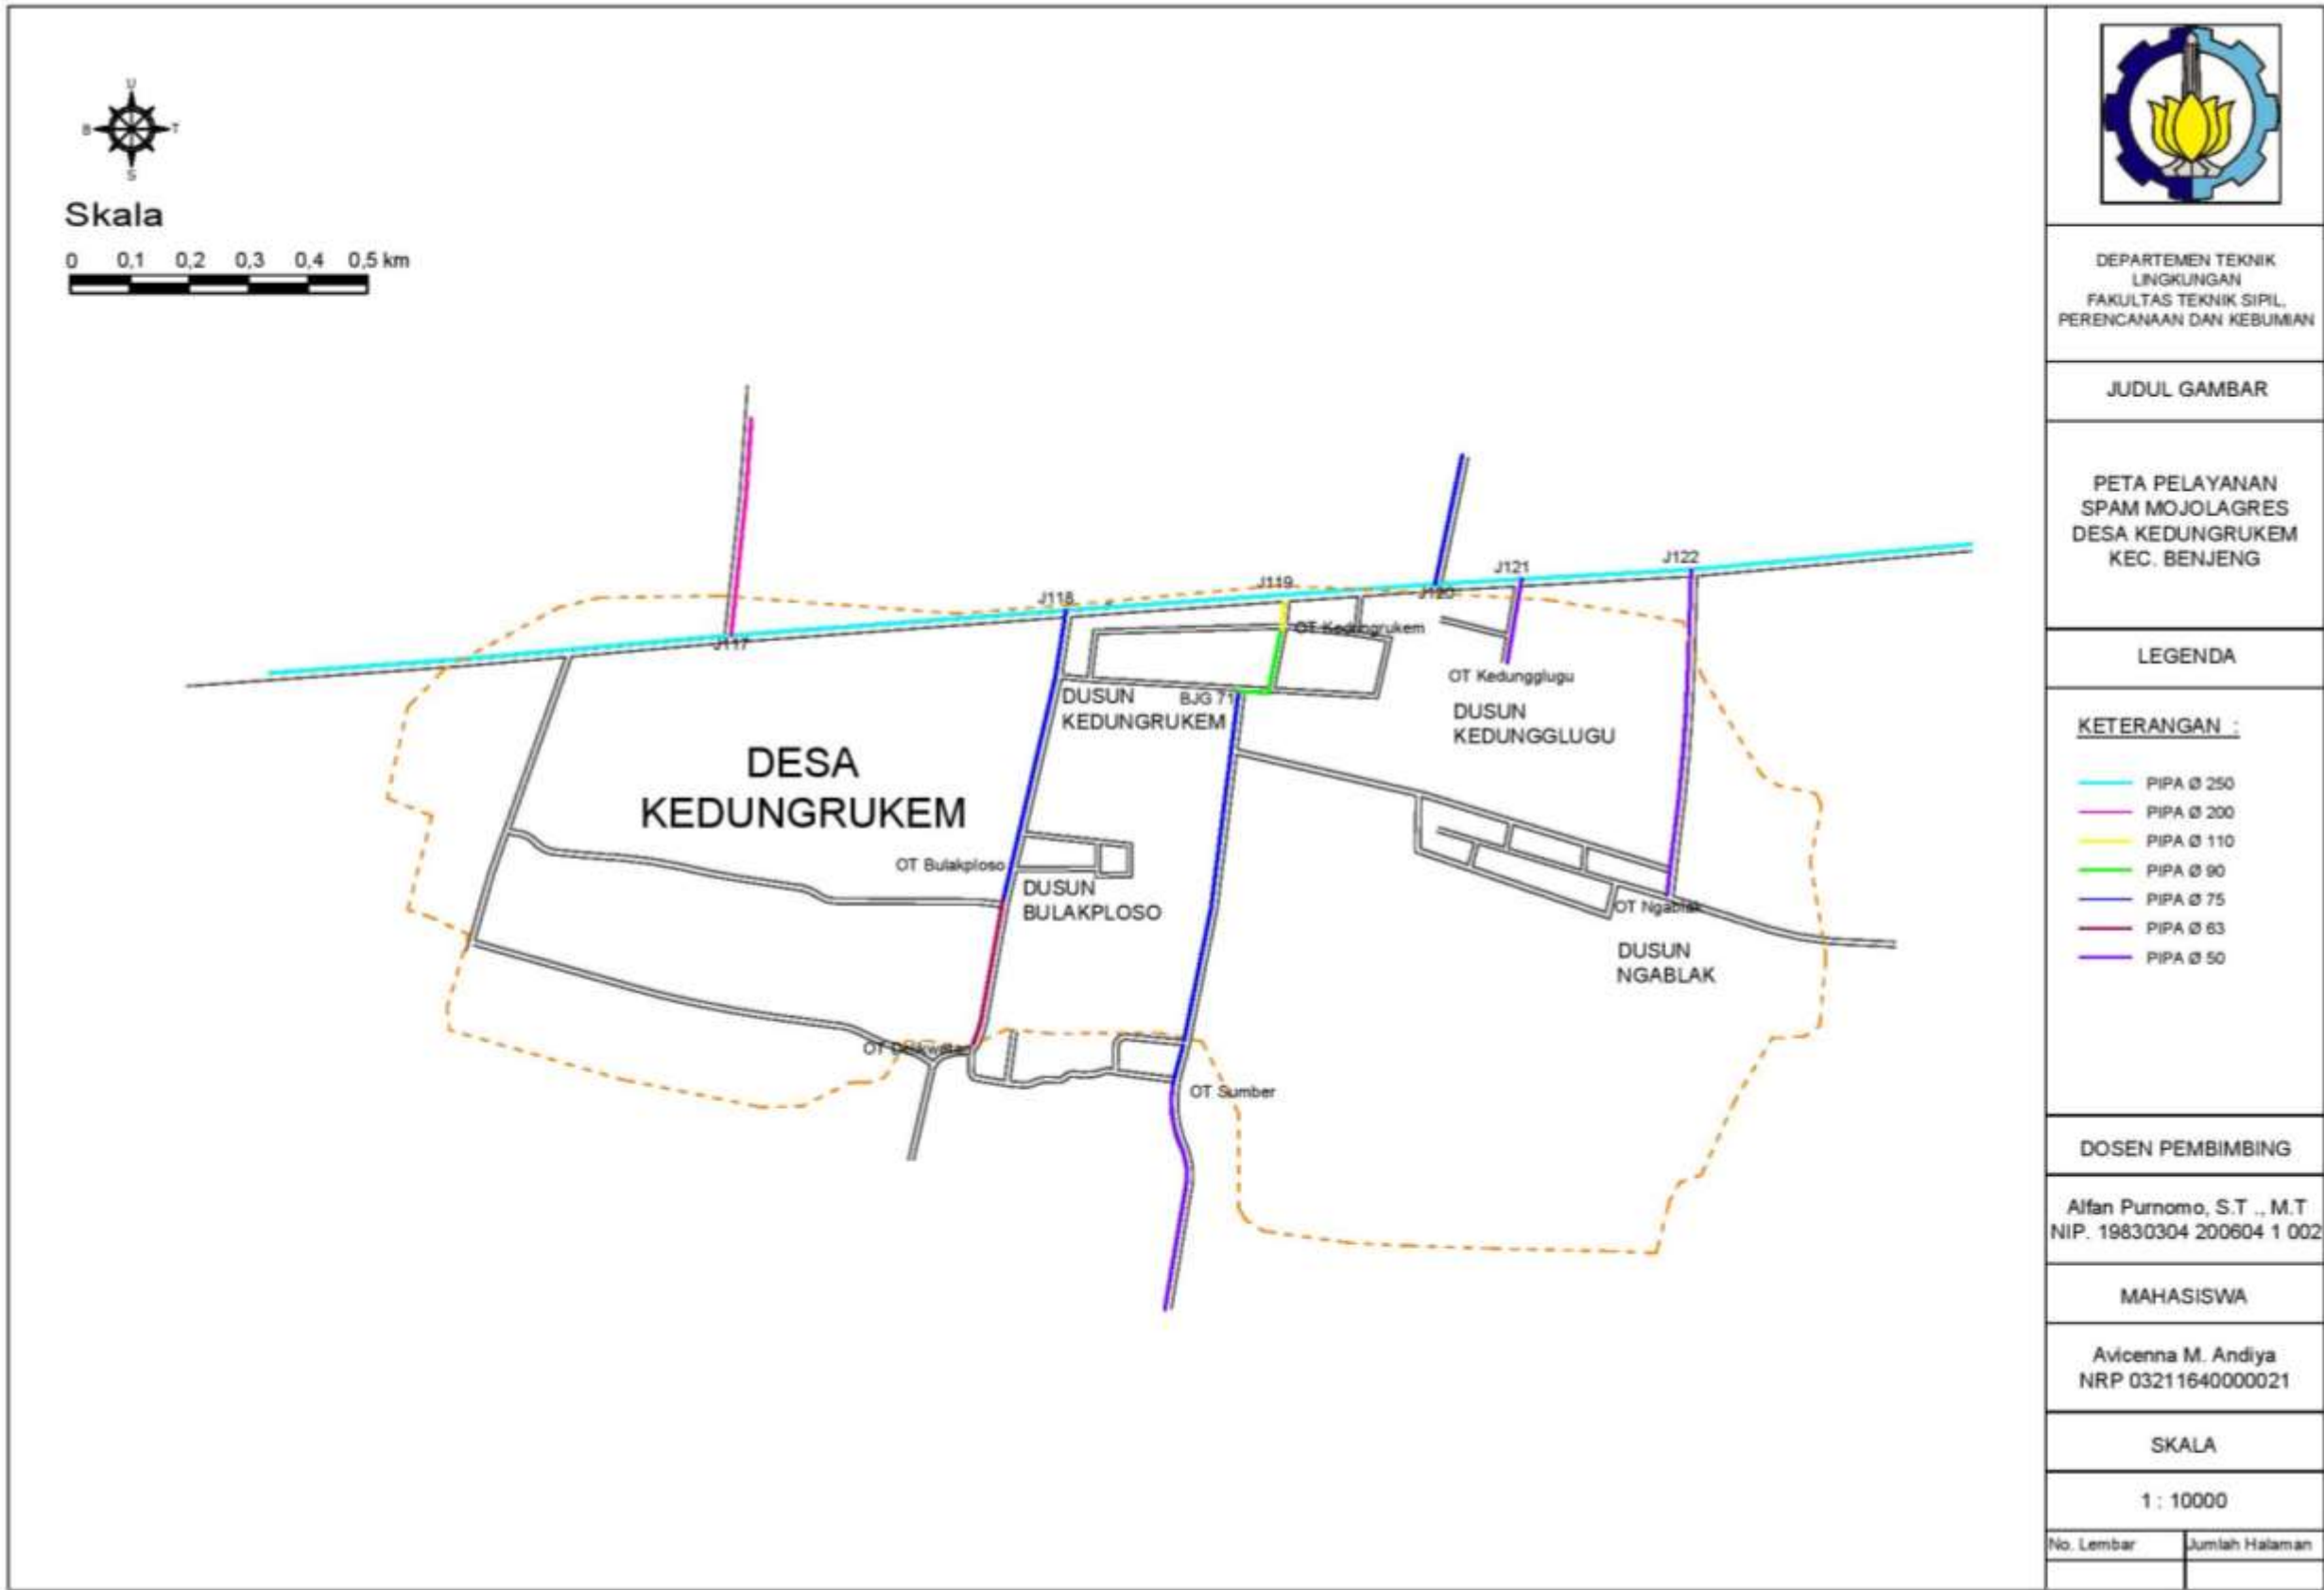 U
B
T
S
Skala
0 0,1 0,2 0,3 0,4 0,5 km
J122
J121
J119
J120
J118
J117
OT Kedungrukem
OT Kedungglugu
DUSUN
KEDUNGRUKEM
BJG 71
DUSUN
KEDUNGGLUGU
DESA
KEDUNGRUKEM
OT Bulakploso
DUSUN
BULAKPLOSO
OT Ngablak
DUSUN
NGABLAK
OT
OT Sumber
DEPARTEMEN TEKNIK
LINGKUNGAN
FAKULTAS TEKNIK SIPIL,
PERENCANAAN DAN KEBUMIAN
JUDUL GAMBAR
PETA PELAYANAN
SPAM MOJOLAGRES
DESA KEDUNGRUKEM
KEC. BENJENG
LEGENDA
KETERANGAN :
PIPA Ø 250
PIPA Ø 200
PIPA Ø 110
PIPA Ø 90
PIPA Ø 75
PIPA Ø 63
PIPA Ø 50
DOSEN PEMBIMBING
Alfan Purnomo, S.T ., M.T
NIP. 19830304 200604 1 002
MAHASISWA
Avicenna M. Andiya
NRP 03211640000021
SKALA
1 : 10000
No. Lembar
Jumlah Halaman